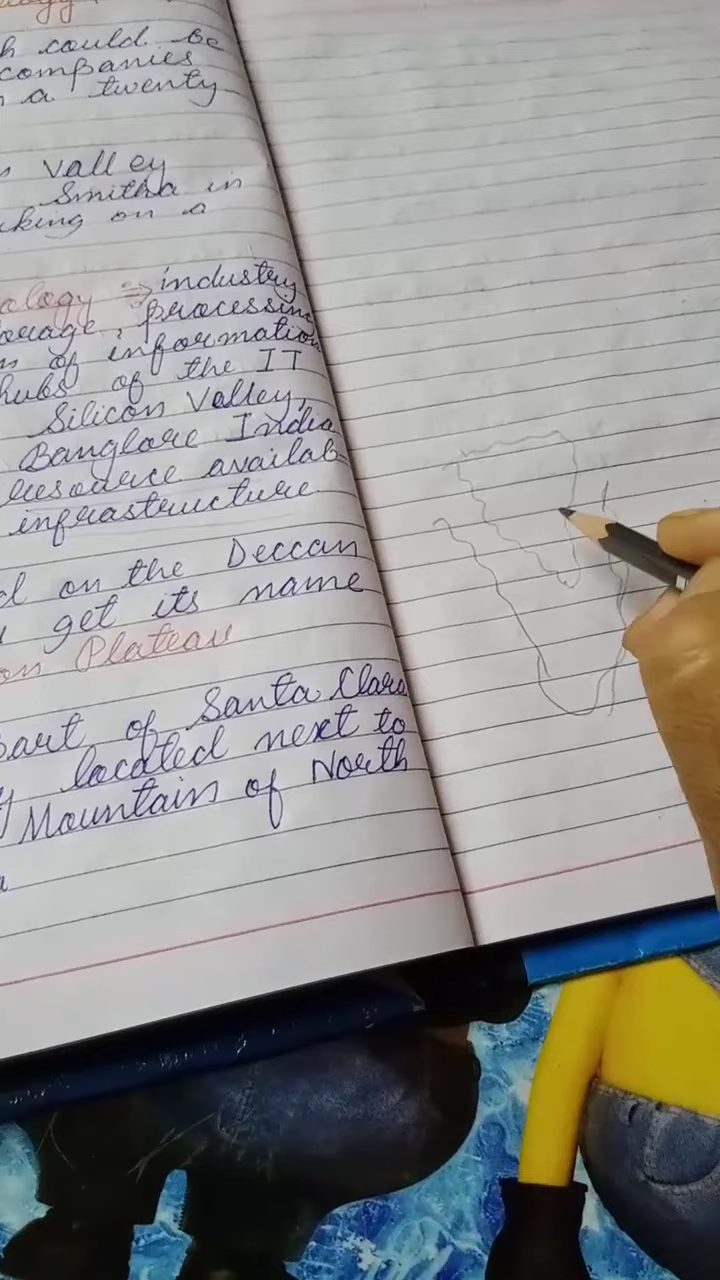 could be
companies
a twenty
valley
Smitha in
king on a
ology ⇒ industry
orage, processing
of information
hubs of the IT
Silicon Valley,
Banglore India
resource availab-
infrastructure.
d on the Deccan
get its name
on Plateau
part of Santa Clara
located next to
Mountain of North